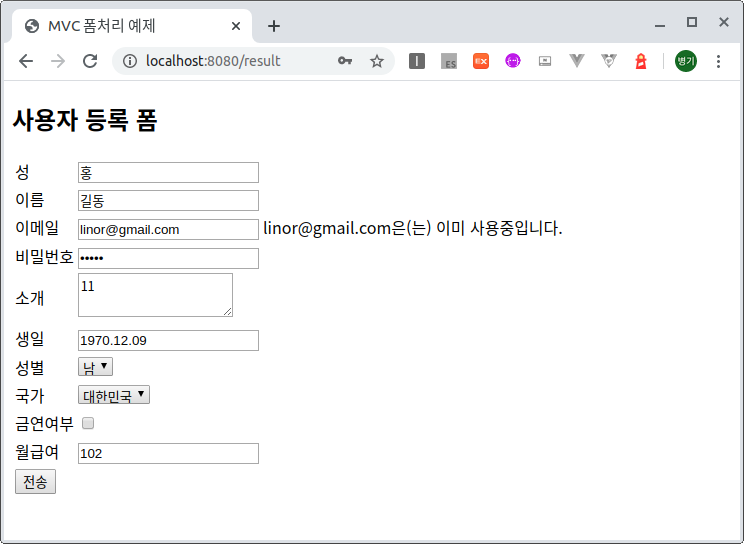 MVC 폼처리 예제
localhost:8080/result
ES
병기
사용자 등록 폼
성 홍
이름 길동
이메일 linor@gmail.com linor@gmail.com은(는) 이미 사용중입니다.
비밀번호 •••••
소개 11
생일 1970.12.09
성별 남
국가 대한민국
금연여부
월급여 102
전송